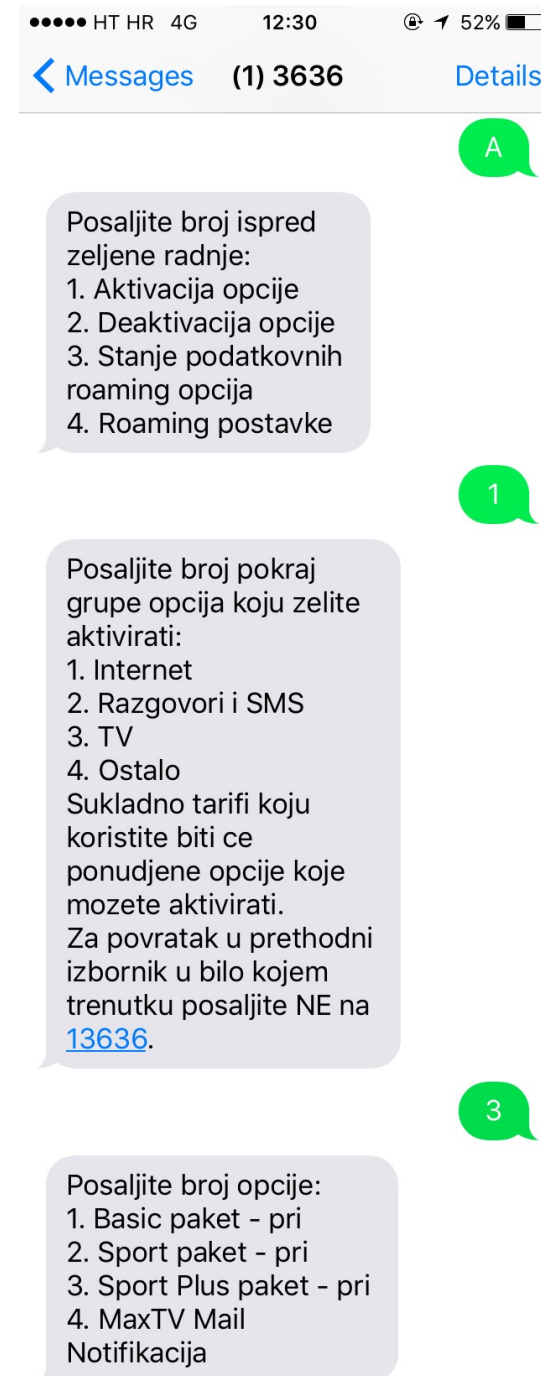 HT HR 4G 12:30 52%
Messages (1) 3636 Details
A
Posaljite broj ispred
zeljene radnje:
1. Aktivacija opcije
2. Deaktivacija opcije
3. Stanje podatkovnih
roaming opcija
4. Roaming postavke
1
Posaljite broj pokraj
grupe opcija koju zelite
aktivirati:
1. Internet
2. Razgovori i SMS
3. TV
4. Ostalo
Sukladno tarifi koju
koristite biti ce
ponudjene opcije koje
mozete aktivirati.
Za povratak u prethodni
izbornik u bilo kojem
trenutku posaljite NE na
13636.
3
Posaljite broj opcije:
1. Basic paket - pri
2. Sport paket - pri
3. Sport Plus paket - pri
4. MaxTV Mail
Notifikacija